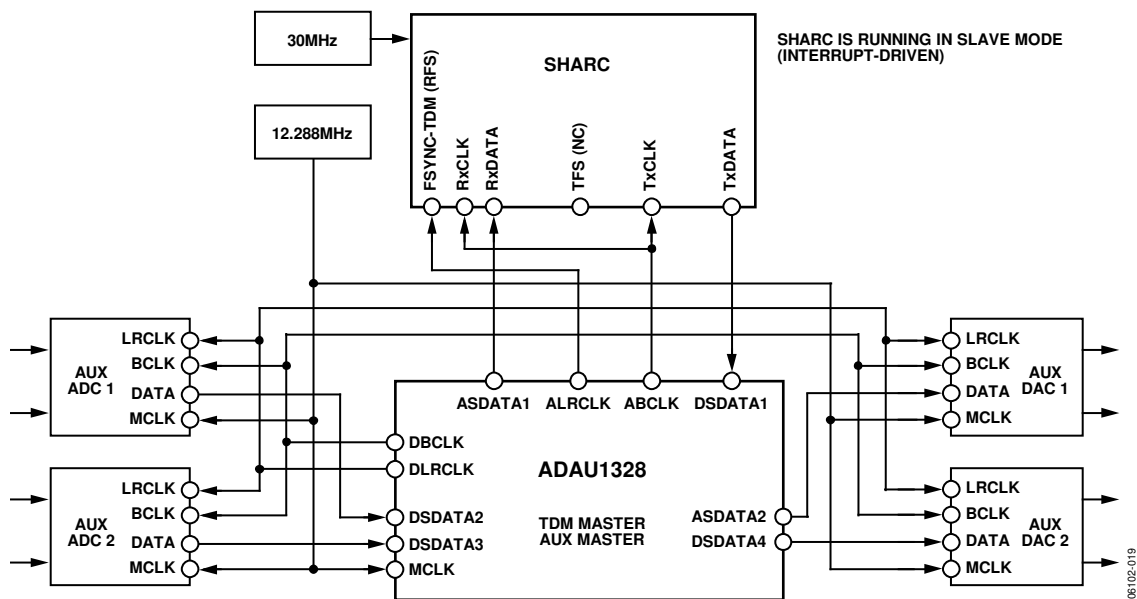 30MHz
12.288MHz
SHARC
SHARC IS RUNNING IN SLAVE MODE
(INTERRUPT-DRIVEN)
FSYNC-TDM (RFS)
RxCLK
RxDATA
TFS (NC)
TxCLK
TxDATA
AUX
ADC 1
LRCLK
BCLK
DATA
MCLK
AUX
ADC 2
LRCLK
BCLK
DATA
MCLK
ASDATA1
ALRCLK
ABCLK
DSDATA1
DBCLK
DLRCLK
DSDATA2
DSDATA3
MCLK
ADAU1328
TDM MASTER
AUX MASTER
ASDATA2
DSDATA4
LRCLK
BCLK
DATA
MCLK
AUX
DAC 1
LRCLK
BCLK
DATA
MCLK
AUX
DAC 2
06102-019